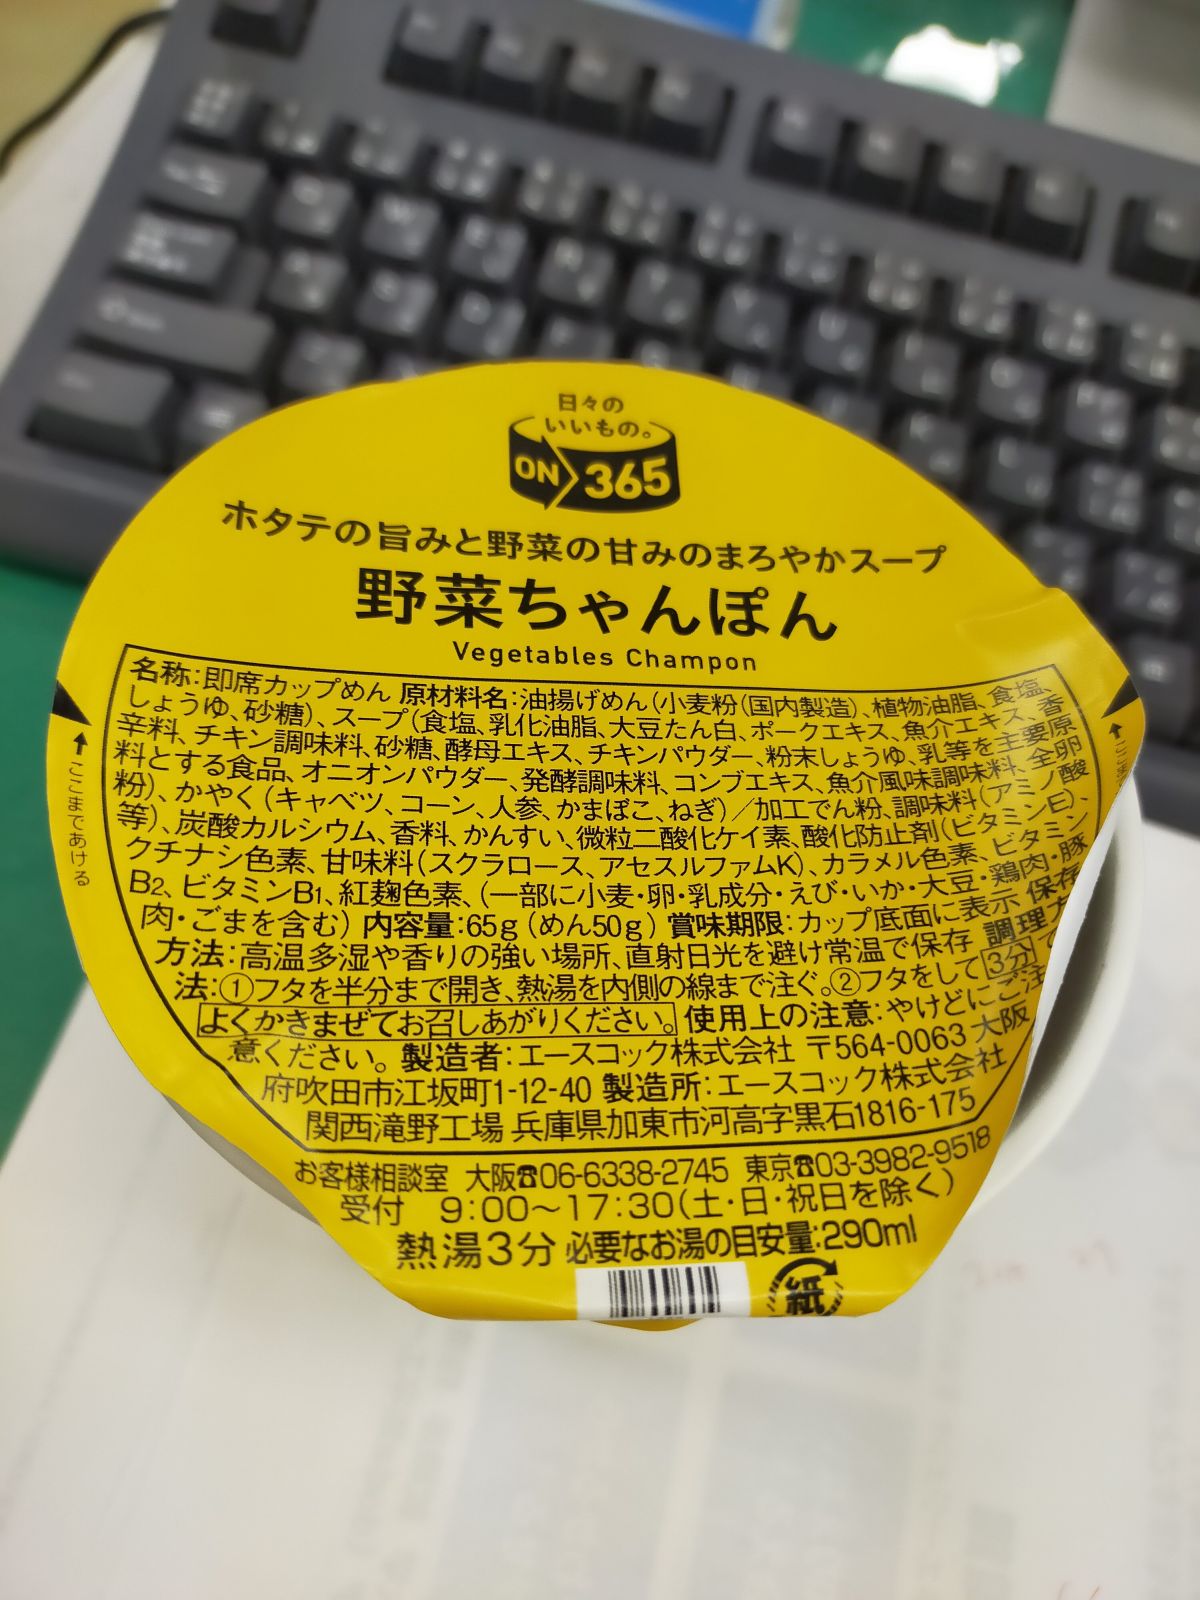 日々の
いいもの。
ON 365
ホタテの旨みと野菜の甘みのまろやかスープ
野菜ちゃんぽん
Vegetables Champon
名称:即席カップめん 原材料名:油揚げめん(小麦粉(国内製造)、植物油脂、食塩、
しょうゆ、砂糖)、スープ(食塩、乳化油脂、大豆たん白、ポークエキス、魚介エキス、香
辛料、チキン調味料、砂糖、酵母エキス、チキンパウダー、粉末しょうゆ、乳等を主要原
料とする食品、オニオンパウダー、発酵調味料、コンブエキス、魚介風味調味料、全卵
粉)、かやく(キャベツ、コーン、人参、かまぼこ、ねぎ)/加工でん粉、調味料(アミノ酸
等)、炭酸カルシウム、香料、かんすい、微粒二酸化ケイ素、酸化防止剤(ビタミンE)、
クチナシ色素、甘味料(スクラロース、アセスルファムK)、カラメル色素、ビタミン
B2、ビタミンB1、紅麹色素、(一部に小麦・卵・乳成分・えび・いか・大豆・鶏肉・豚
肉・ごまを含む) 内容量:65g(めん50g) 賞味期限:カップ底面に表示 保存
方法:高温多湿や香りの強い場所、直射日光を避け常温で保存 調理方
法:①フタを半分まで開き、熱湯を内側の線まで注ぐ。②フタをして3分で
よくかきまぜてお召しあがりください。 使用上の注意:やけどにご注
意ください。 製造者:エースコック株式会社 〒564-0063 大阪
府吹田市江坂町1-12-40 製造所:エースコック株式会社
関西滝野工場 兵庫県加東市河高字黒石1816-175
お客様相談室 大阪☎06-6338-2745 東京☎03-3982-9518
受付 9:00〜17:30(土・日・祝日を除く)
熱湯3分 必要なお湯の目安量:290ml
紙
ここまであける